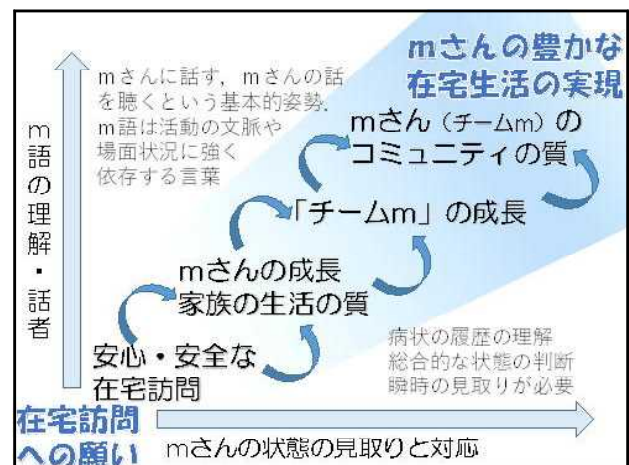 mさんの豊かな
在宅生活の実現
mさんに話す，mさんの話
を聴くという基本的姿勢．
m語は活動の文脈や
場面状況に強く
依存する言葉
m語の理解・話者
mさん（チームm）の
コミュニティの質
「チームm」の成長
mさんの成長
家族の生活の質
安心・安全な
在宅訪問
病状の履歴の理解
総合的な状態の判断
瞬時の見取りが必要
在宅訪問
への願い
mさんの状態の見取りと対応